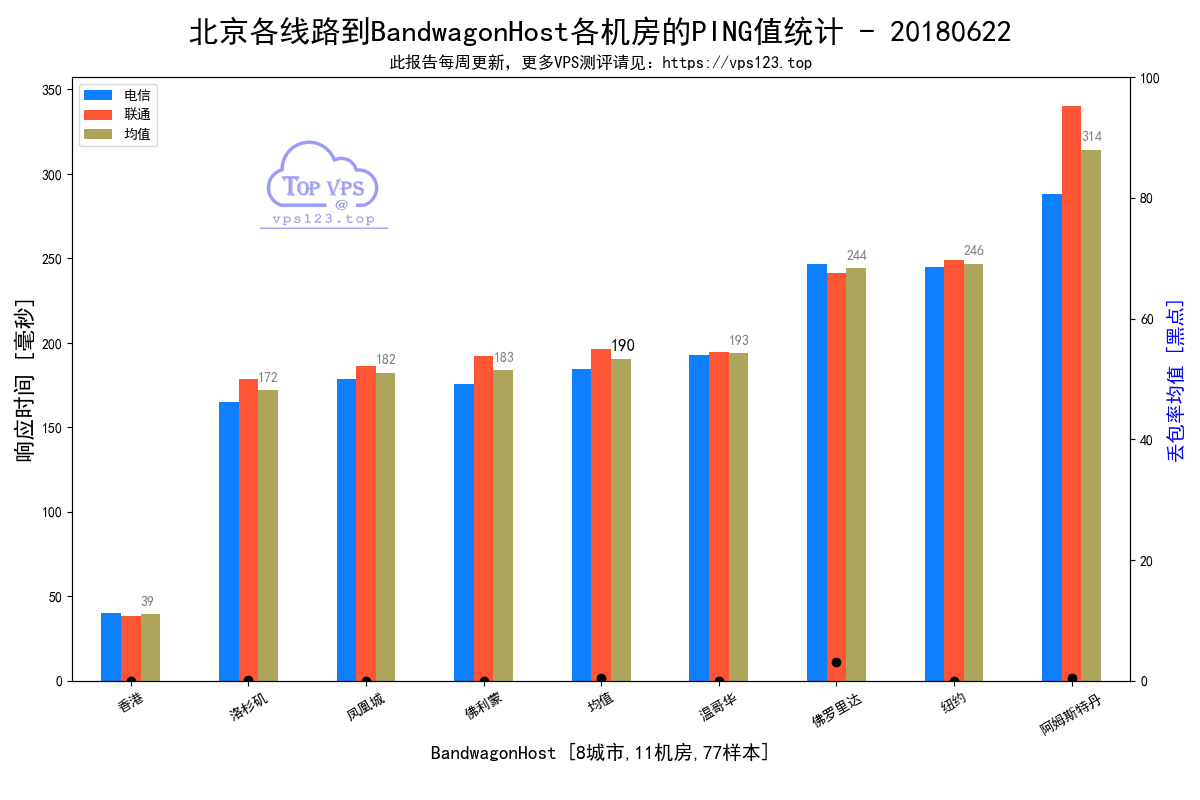 北京各线路到BandwagonHost各机房的PING值统计 - 20180622
此报告每周更新，更多VPS测评请见：https://vps123.top
电信
联通
均值
TOP VPS
@
vps123.top
响应时间 [毫秒]
350
300
250
200
150
100
50
0
丢包率均值 [黑点]
100
80
60
40
20
0
39
172
182
183
190
193
244
246
314
香港
洛杉矶
凤凰城
佛利蒙
均值
温哥华
佛罗里达
纽约
阿姆斯特丹
BandwagonHost [8城市,11机房,77样本]